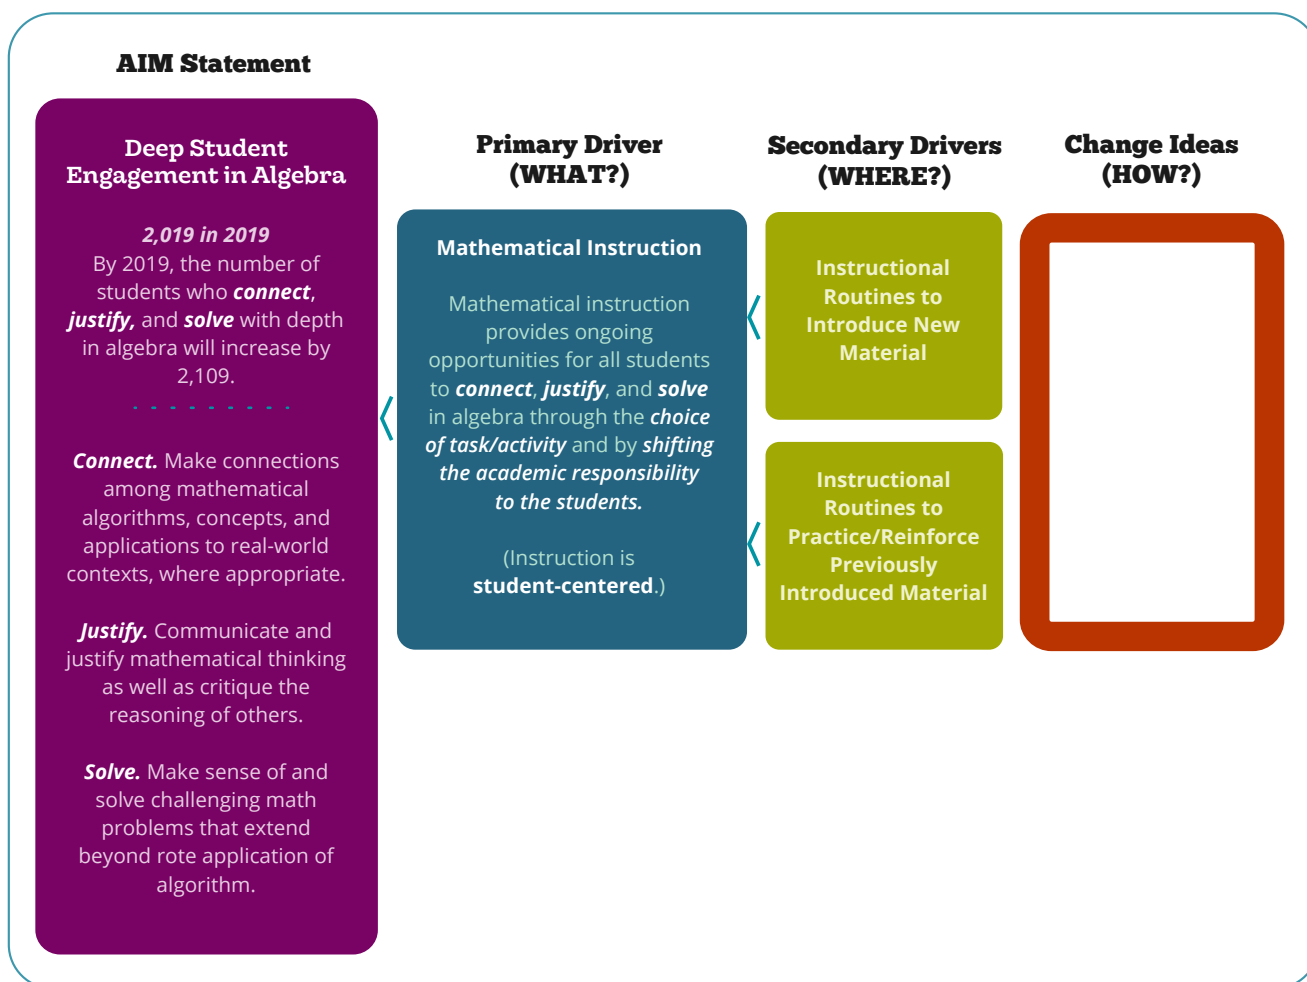 AIM Statement
Deep Student
Engagement in Algebra
2,019 in 2019
By 2019, the number of
students who connect,
justify, and solve with depth
in algebra will increase by
2,109.
Connect. Make connections
among mathematical
algorithms, concepts, and
applications to real-world
contexts, where appropriate.
Justify. Communicate and
justify mathematical thinking
as well as critique the
reasoning of others.
Solve. Make sense of and
solve challenging math
problems that extend
beyond rote application of
algorithm.
Primary Driver
(WHAT?)
Mathematical Instruction
Mathematical instruction
provides ongoing
opportunities for all students
to connect, justify, and solve
in algebra through the choice
of task/activity and by shifting
the academic responsibility
to the students.
(Instruction is
student-centered.)
Secondary Drivers
(WHERE?)
Instructional
Routines to
Introduce New
Material
Instructional
Routines to
Practice/Reinforce
Previously
Introduced Material
Change Ideas
(HOW?)